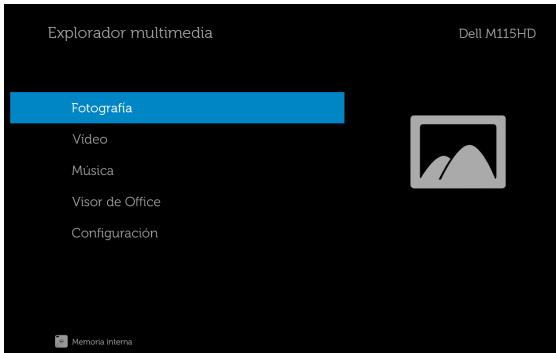 Explorador multimedia
Dell M115HD
Fotografía
Vídeo
Música
Visor de Office
Configuración
Memoria interna